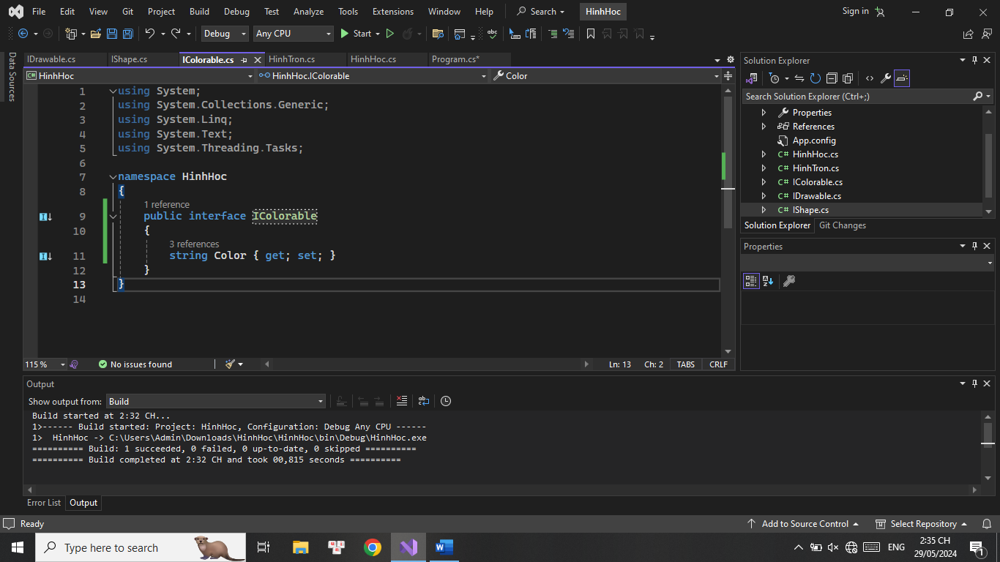 File Edit View Git Project Build Debug Test Analyze Tools Extensions Window Help Search HinhHoc Sign in
Debug Any CPU Start
Data Sources
IDrawable.cs IShape.cs IColorable.cs HinhTron.cs HinhHoc.cs Program.cs*
HinhHoc HinhHoc.IColorable Color
1 using System;
2 using System.Collections.Generic;
3 using System.Linq;
4 using System.Text;
5 using System.Threading.Tasks;
6
7 namespace HinhHoc
8 {
1 reference
9 public interface IColorable
10 {
3 references
11 string Color { get; set; }
12 }
13 }
14
115 % No issues found Ln: 13 Ch: 2 TABS CRLF
Solution Explorer
Search Solution Explorer (Ctrl+;)
Properties
References
App.config
C# HinhHoc.cs
C# HinhTron.cs
C# IColorable.cs
C# IDrawable.cs
C# IShape.cs
Solution Explorer Git Changes
Properties
Output
Show output from: Build
Build started at 2:32 CH...
1>------ Build started: Project: HinhHoc, Configuration: Debug Any CPU ------
1>  HinhHoc -> C:\Users\Admin\Downloads\HinhHoc\HinhHoc\bin\Debug\HinhHoc.exe
========== Build: 1 succeeded, 0 failed, 0 up-to-date, 0 skipped ==========
========== Build completed at 2:32 CH and took 00,815 seconds ==========
Error List Output
Ready Add to Source Control Select Repository
Type here to search ENG 2:35 CH
29/05/2024 1